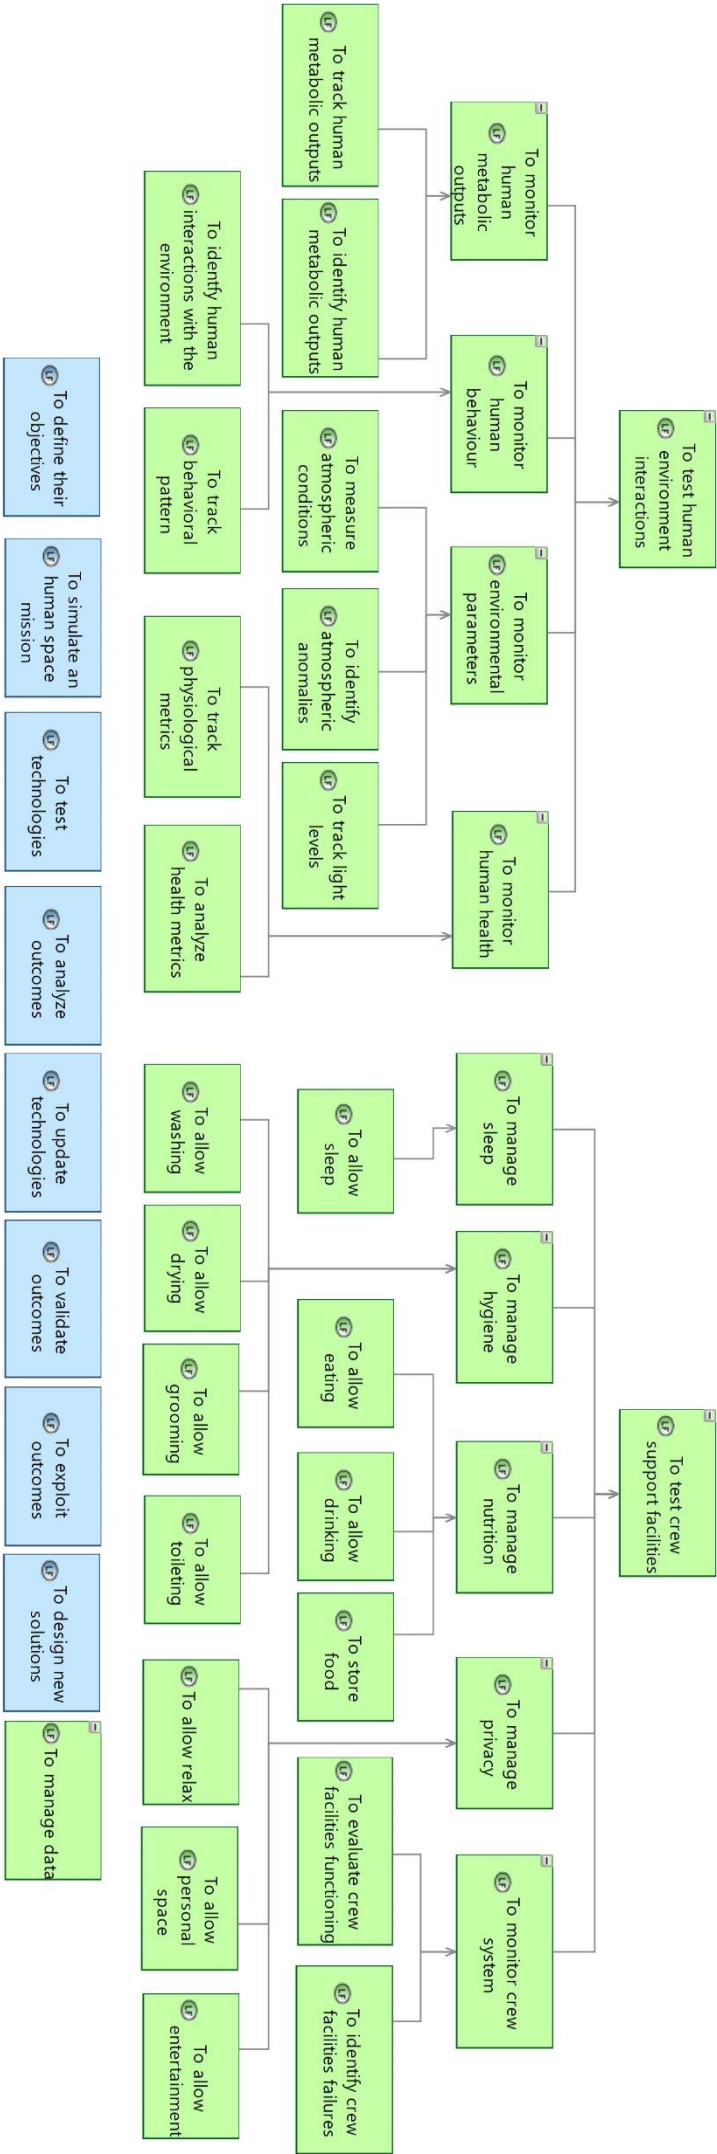 To test human
environment
interactions
To monitor
human
metabolic
outputs
To monitor
human
behaviour
To monitor
environmental
parameters
To monitor
human health
To track human
metabolic outputs
To identify human
metabolic outputs
To measure
atmospheric
conditions
To identify
atmospheric
anomalies
To track light
levels
To identfy human
interactions with the
environment
To track
behavioral
pattern
To track
physiological
metrics
To analyze
health metrics
To test crew
support facilities
To manage
sleep
To manage
hygiene
To manage
nutrition
To manage
privacy
To monitor crew
system
To allow
sleep
To allow
eating
To allow
drinking
To store
food
To evaluate crew
facilities functioning
To identify crew
facilities failures
To allow
washing
To allow
drying
To allow
grooming
To allow
toileting
To allow relax
To allow
personal
space
To allow
entertainment
To define their
objectives
To simulate an
human space
mission
To test
technologies
To analyze
outcomes
To update
technologies
To validate
outcomes
To exploit
outcomes
To design new
solutions
To manage data